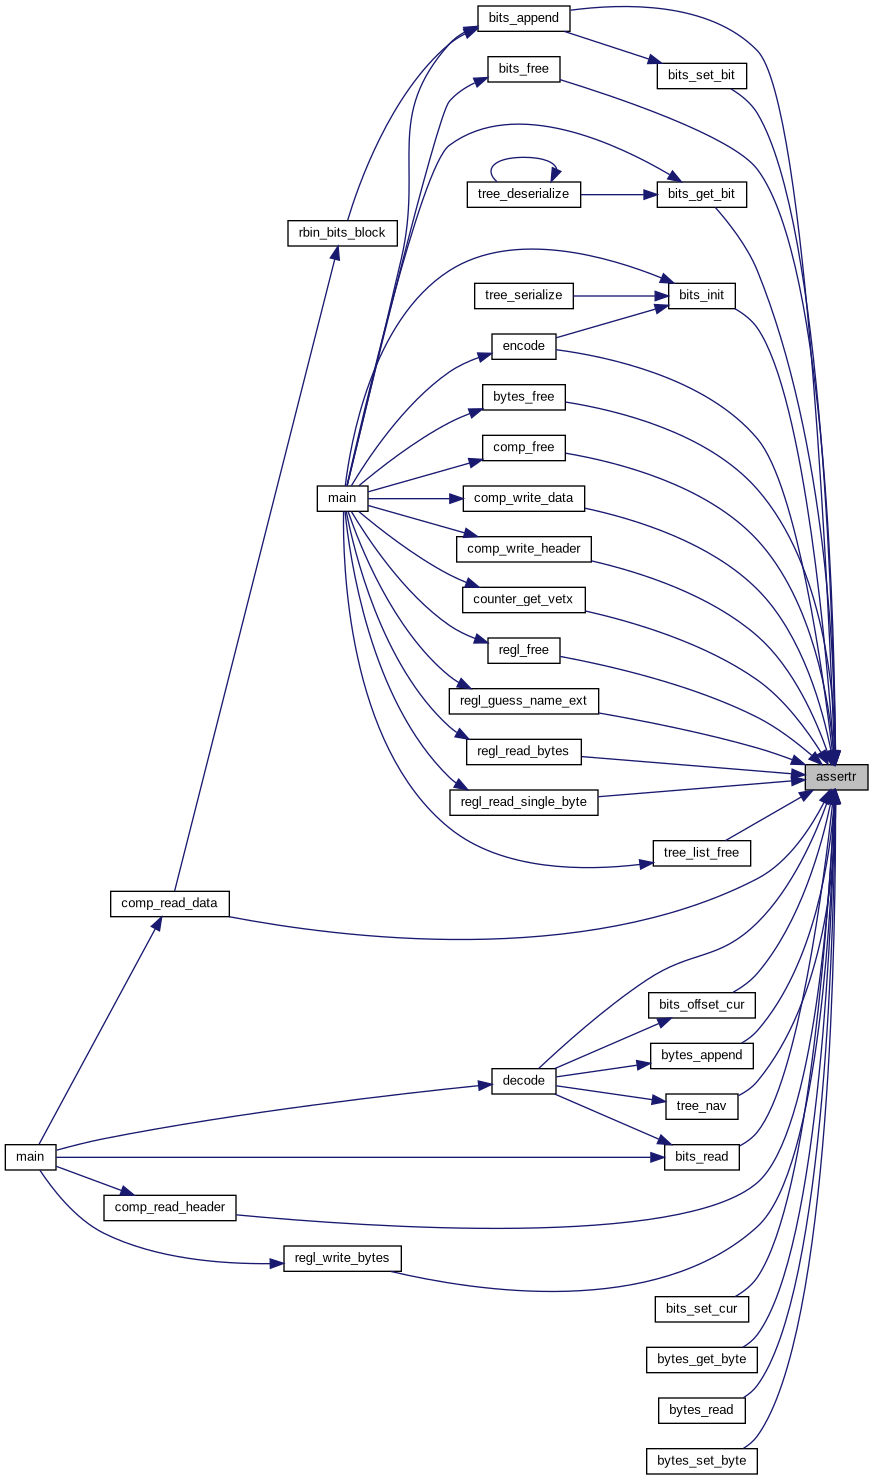 bits_append
bits_free
bits_set_bit
tree_deserialize
bits_get_bit
rbin_bits_block
tree_serialize
bits_init
encode
bytes_free
comp_free
main
comp_write_data
comp_write_header
counter_get_vetx
regl_free
regl_guess_name_ext
regl_read_bytes
assertr
regl_read_single_byte
tree_list_free
comp_read_data
bits_offset_cur
bytes_append
decode
tree_nav
main
bits_read
comp_read_header
regl_write_bytes
bits_set_cur
bytes_get_byte
bytes_read
bytes_set_byte